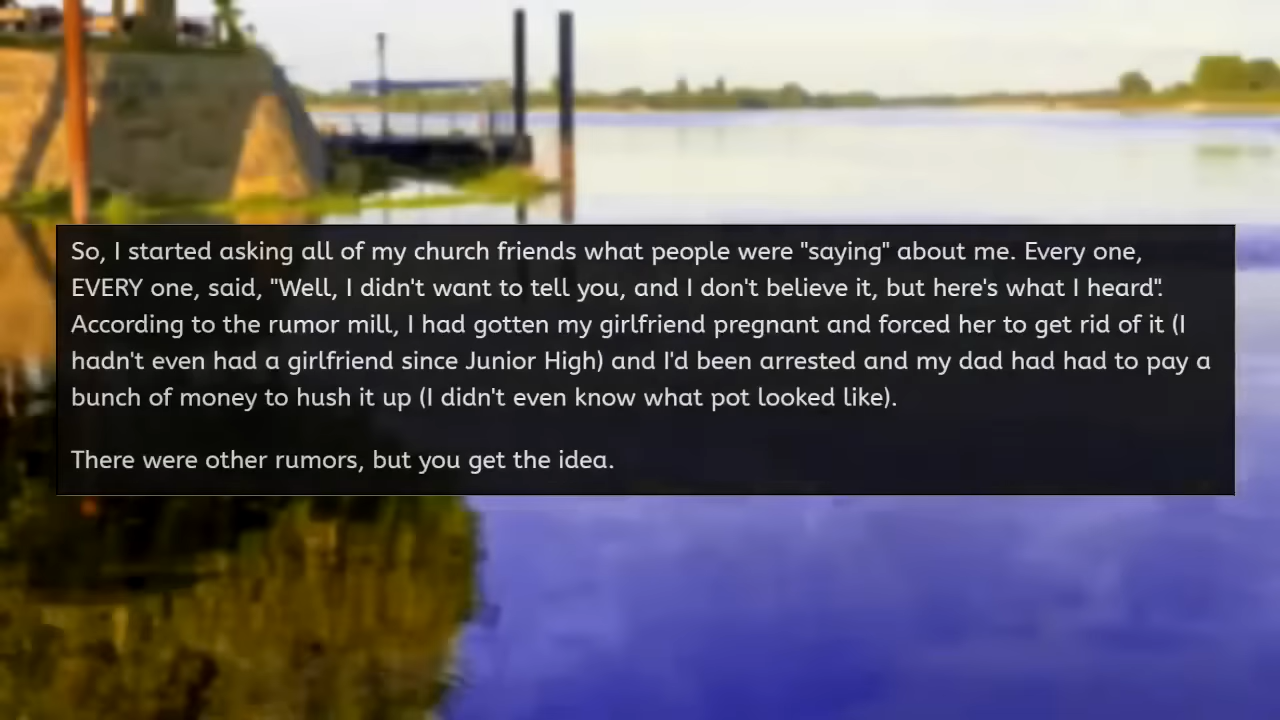 So, I started asking all of my church friends what people were "saying" about me. Every one,
EVERY one, said, "Well, I didn't want to tell you, and I don't believe it, but here's what I heard".
According to the rumor mill, I had gotten my girlfriend pregnant and forced her to get rid of it (I
hadn't even had a girlfriend since Junior High) and I'd been arrested and my dad had had to pay a
bunch of money to hush it up (I didn't even know what pot looked like).
There were other rumors, but you get the idea.